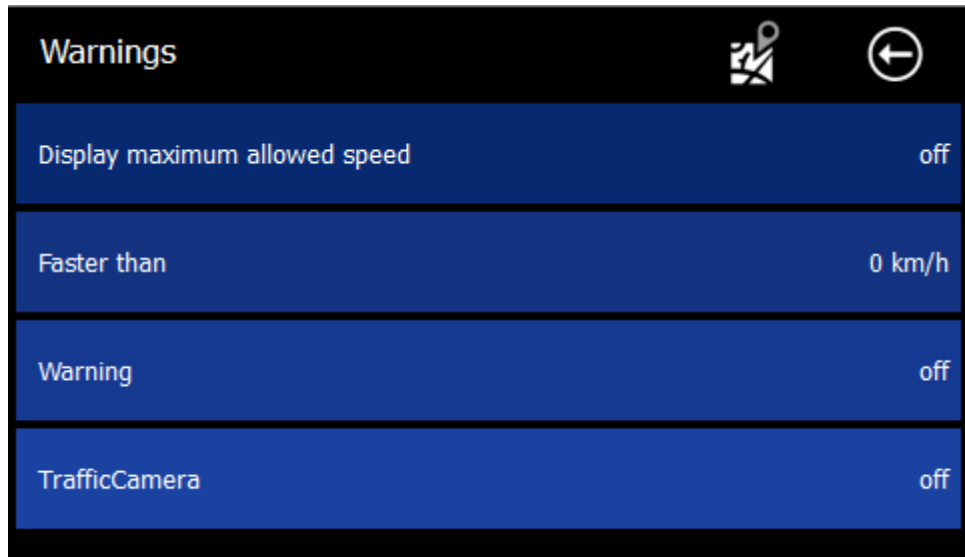 Warnings
Display maximum allowed speed off
Faster than 0 km/h
Warning off
TrafficCamera off